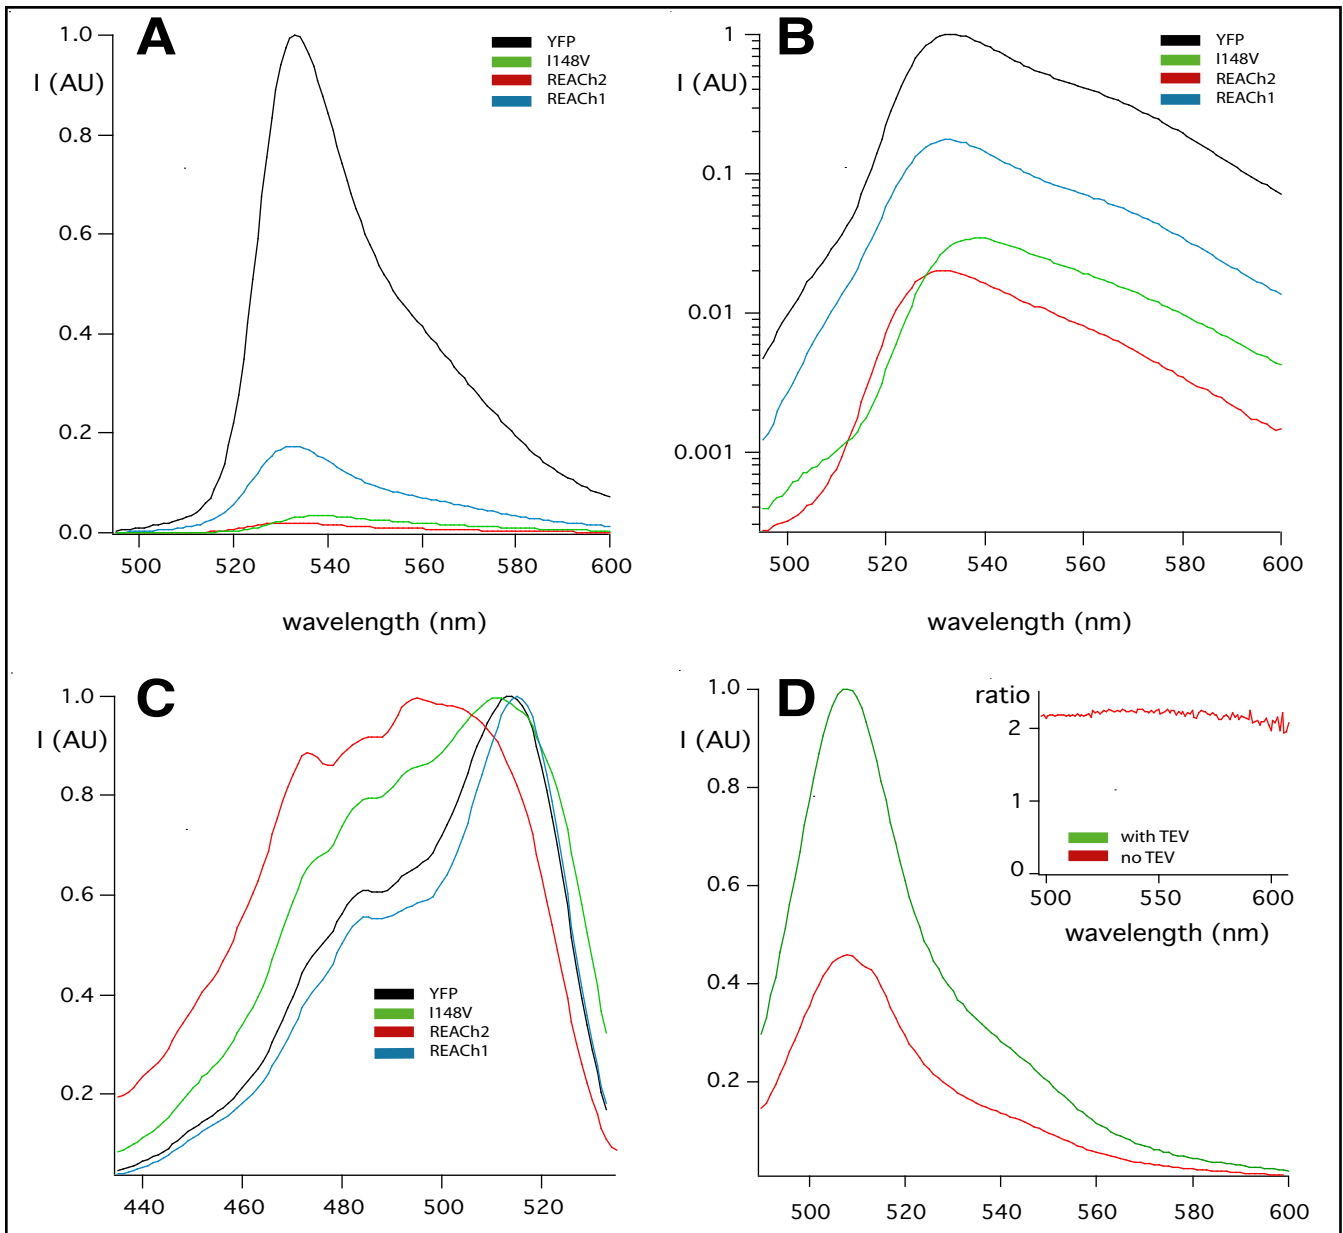 A
1.0
I (AU)
0.8
0.6
0.4
0.2
0.0
YFP
I148V
REACh2
REACh1
500 520 540 560 580 600
wavelength (nm)
B
1
I (AU)
0.1
0.01
0.001
YFP
I148V
REACh2
REACh1
500 520 540 560 580 600
wavelength (nm)
C
1.0
I (AU)
0.8
0.6
0.4
0.2
YFP
I148V
REACh2
REACh1
440 460 480 500 520
D
1.0
I (AU)
0.8
0.6
0.4
0.2
500 520 540 560 580 600
ratio
2
1
0
with TEV
no TEV
500 550 600
wavelength (nm)